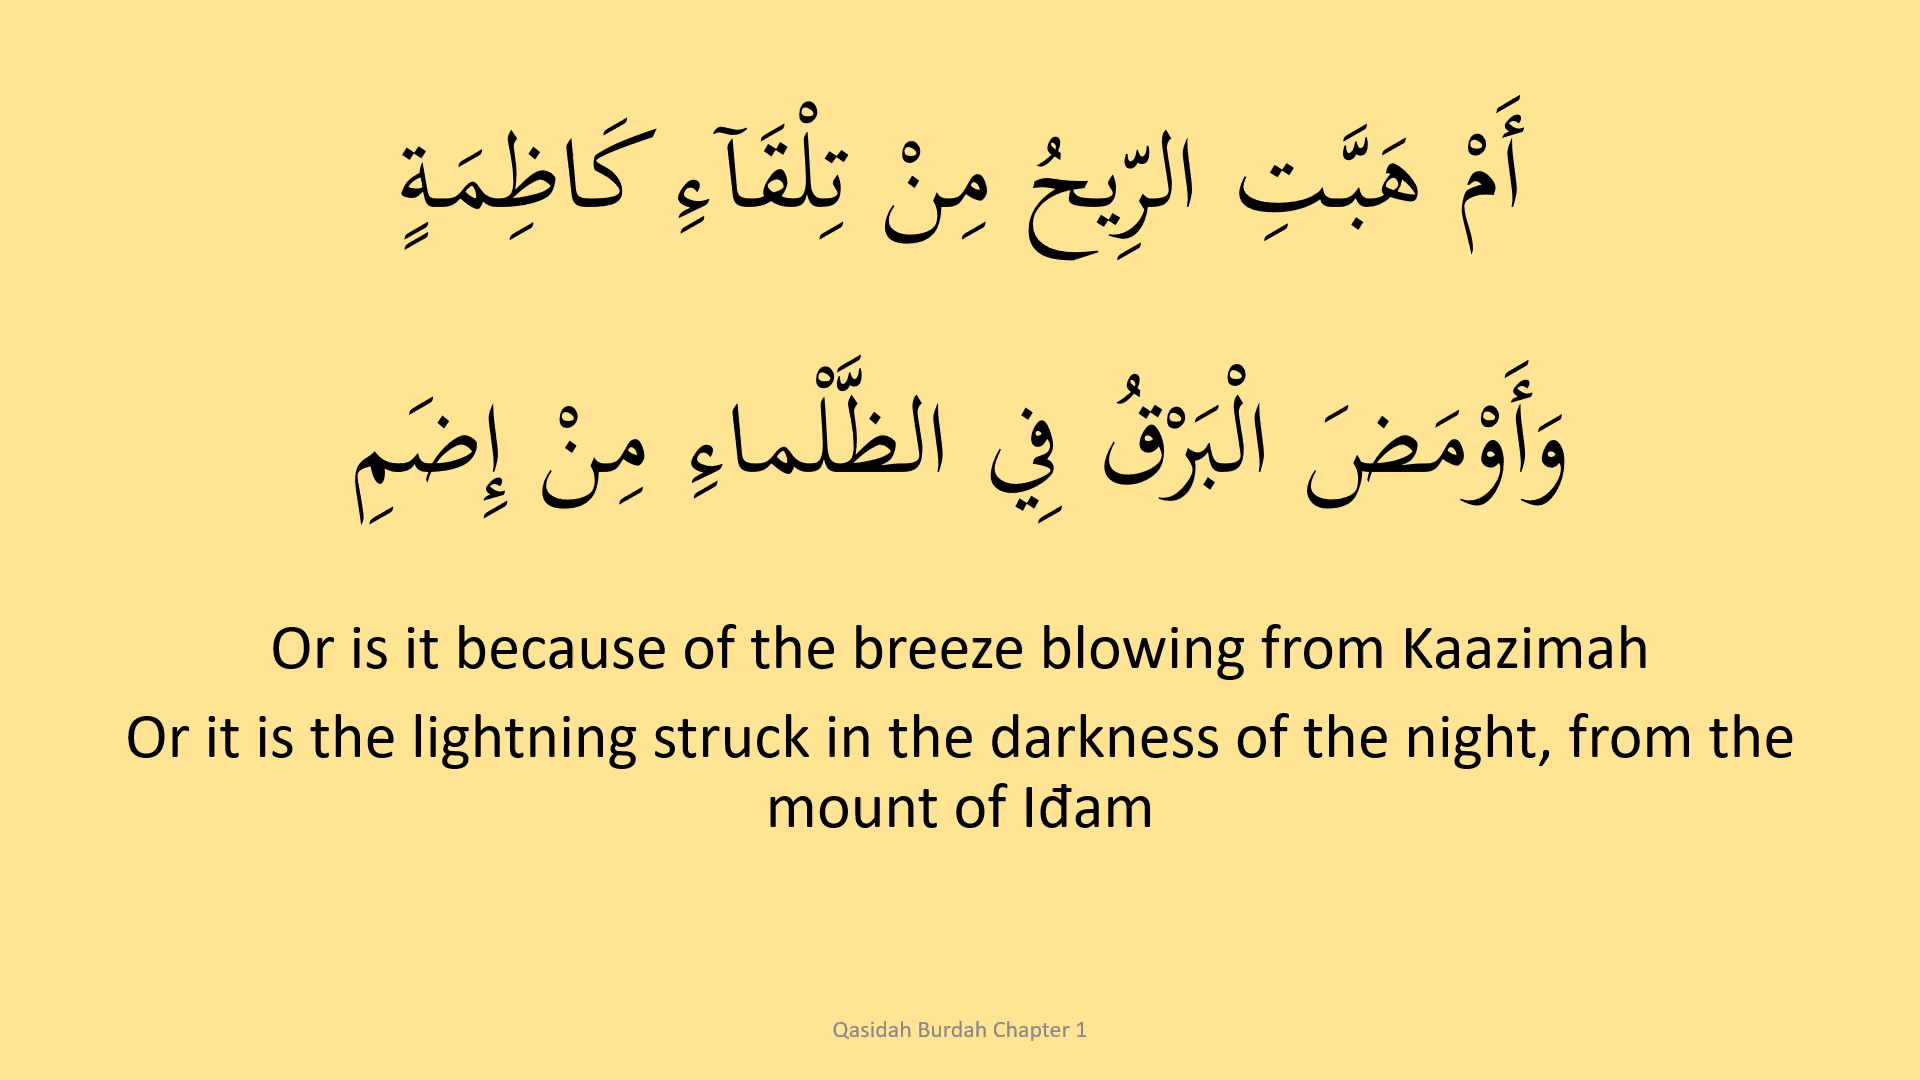 أَمْ هَبَّتِ الرِّيحُ مِنْ تِلْقَآءِ كَاظِمَةٍ
وَأَوْمَضَ الْبَرْقُ فِي الظَّلْماءِ مِنْ إِضَمِ
Or is it because of the breeze blowing from Kaazimah
Or it is the lightning struck in the darkness of the night, from the
mount of Iđam
Qasidah Burdah Chapter 1